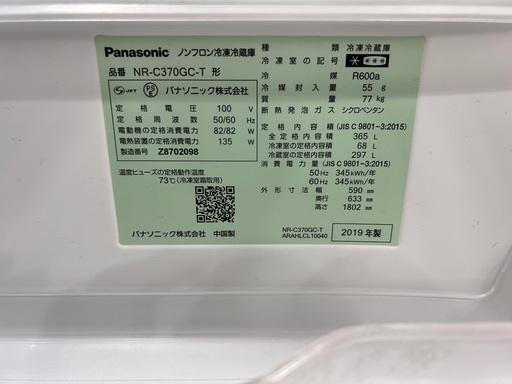 Panasonic ノンフロン冷凍冷蔵庫
品番 NR-C370GC-T 形
JET PSE パナソニック株式会社
定格電圧 100 V
定格周波数 50/60 Hz
電動機の定格消費電力 82/82 W
電熱装置の定格消費電力 135 W
製造番号 Z8702098
温度ヒューズの定格動作温度
73℃(冷凍室霜取用)
パナソニック株式会社 中国製
種類 冷凍冷蔵庫
冷凍室の記号
冷媒 R600a
冷媒封入量 55 g
質量 77 kg
断熱発泡ガス シクロペンタン
定格内容積 (JIS C 9801-3:2015)
全定格内容積 365 L
冷凍室の定格内容積 68 L
冷蔵室の定格内容積 297 L
消費電力量 (JIS C 9801-3:2015)
50Hz 345kWh/年
60Hz 345kWh/年
外形寸法 幅 590 mm
奥行 633 mm
高さ 1802 mm
NR-C370GC-T
ARAHLCL10040
2019 年製